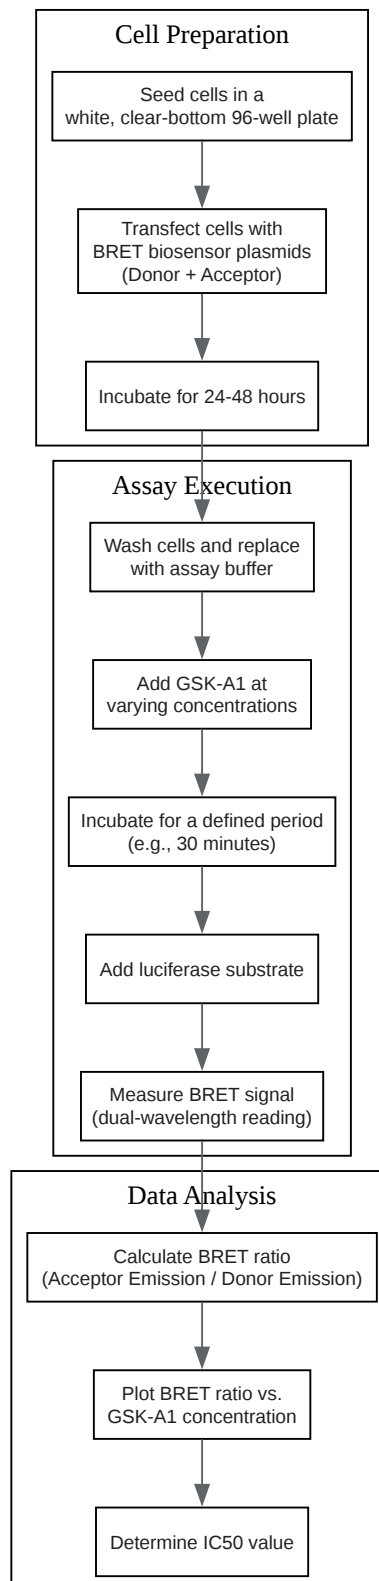 Cell Preparation
Seed cells in a
white, clear-bottom 96-well plate
Transfect cells with
BRET biosensor plasmids
(Donor + Acceptor)
Incubate for 24-48 hours
Assay Execution
Wash cells and replace
with assay buffer
Add GSK-A1 at
varying concentrations
Incubate for a defined period
(e.g., 30 minutes)
Add luciferase substrate
Measure BRET signal
(dual-wavelength reading)
Data Analysis
Calculate BRET ratio
(Acceptor Emission / Donor Emission)
Plot BRET ratio vs.
GSK-A1 concentration
Determine IC50 value